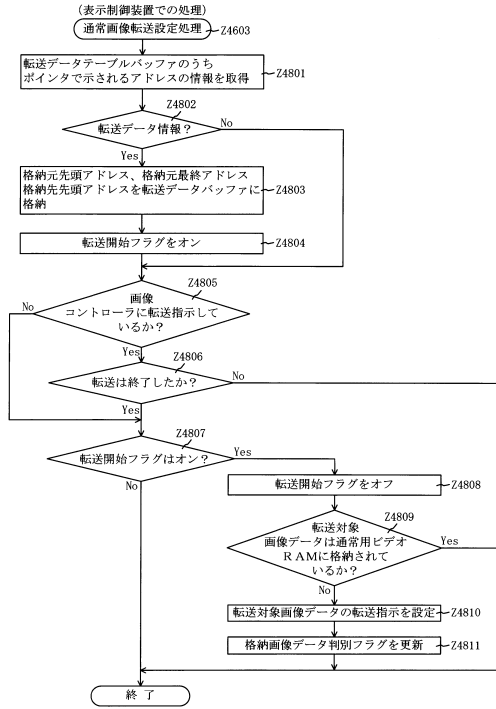 (表示制御装置での処理)
通常画像転送設定処理
Z4603
転送データテーブルバッファのうち
ポインタで示されるアドレスの情報を取得
Z4801
Z4802
転送データ情報？
No
Yes
格納元先頭アドレス、格納元最終アドレス
格納先先頭アドレスを転送データバッファに
格納
Z4803
転送開始フラグをオン
Z4804
Z4805
画像
コントローラに転送指示して
いるか？
No
Yes
Z4806
転送は終了したか？
No
Yes
Z4807
転送開始フラグはオン？
Yes
No
転送開始フラグをオフ
Z4808
Z4809
転送対象
画像データは通常用ビデオ
ＲＡＭに格納されて
いるか？
Yes
No
転送対象画像データの転送指示を設定
Z4810
格納画像データ判別フラグを更新
Z4811
終 了